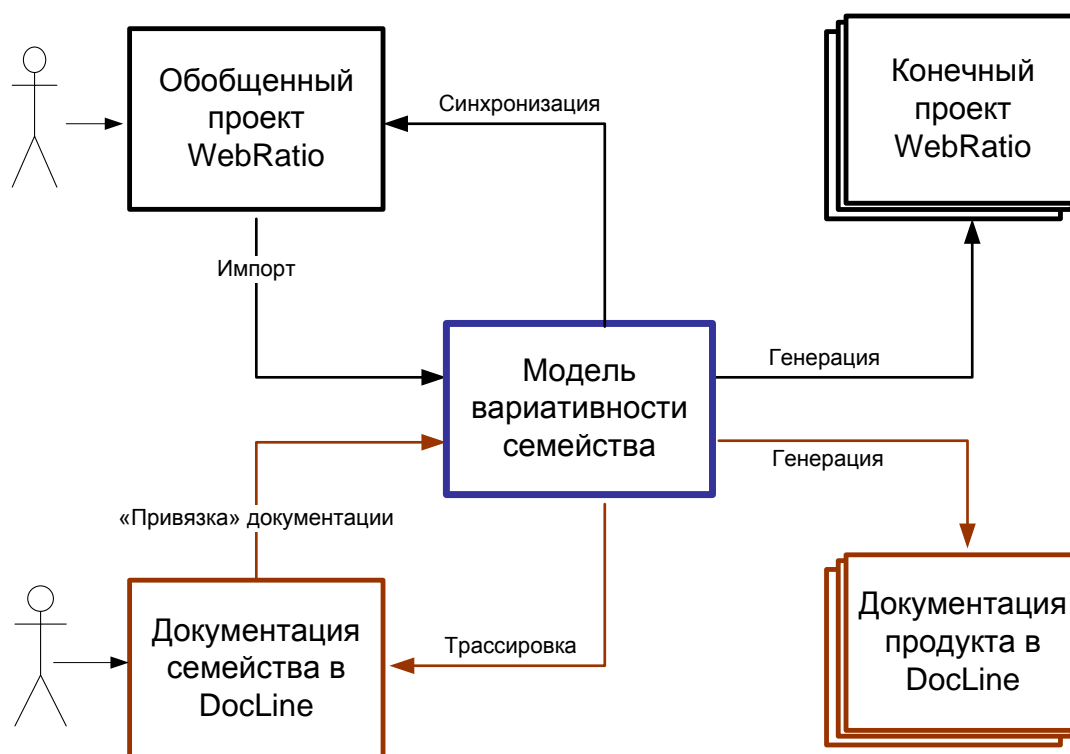 Обобщенный
проект
WebRatio
Синхронизация
Конечный
проект
WebRatio
Импорт
Модель
вариативности
семейства
Генерация
Генерация
«Привязка» документации
Документация
семейства в
DocLine
Трассировка
Документация
продукта в
DocLine